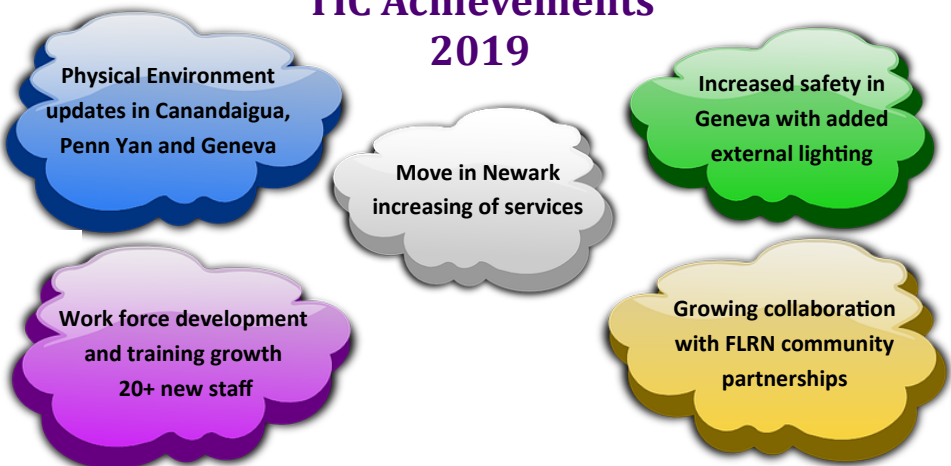 TIC Achievements
2019
Physical Environment
updates in Canandaigua,
Penn Yan and Geneva
Increased safety in
Geneva with added
external lighting
Move in Newark
increasing of services
Work force development
and training growth
20+ new staff
Growing collaboration
with FLRN community
partnerships